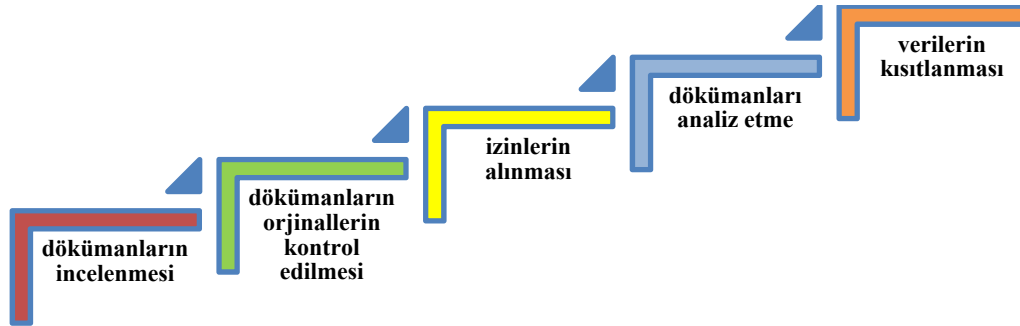 dökümanların
incelenmesi
dökümanların
orjinallerin
kontrol
edilmesi
izinlerin
alınması
dökümanları
analiz etme
verilerin
kısıtlanması